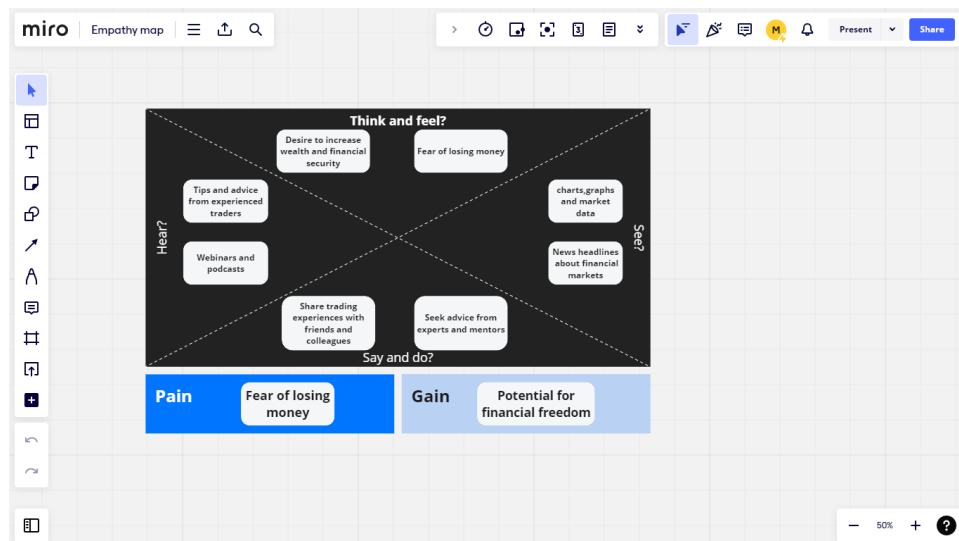 miro
Empathy map
3
M
Present
Share
Think and feel?
Desire to increase
wealth and financial
security
Fear of losing money
Tips and advice
from experienced
traders
charts,graphs
and market
data
Hear?
See?
Webinars and
podcasts
News headlines
about financial
markets
Share trading
experiences with
friends and
colleagues
Seek advice from
experts and mentors
Say and do?
Pain
Fear of losing
money
Gain
Potential for
financial freedom
50%
?